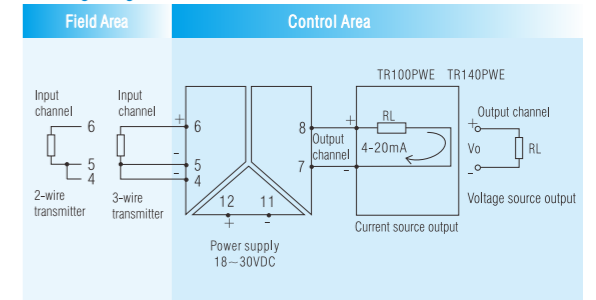 Field Area
Control Area
TR100PWE TR140PWE
Input
channel
6
5
4
2-wire
transmitter
Input
channel
+
-
-
3-wire
transmitter
6
5
4
8
7
12 11
+ -
Power supply
18~30VDC
Output
channel
+
-
RL
4-20mA
Current source output
Output channel
+
Vo
-
RL
Voltage source output